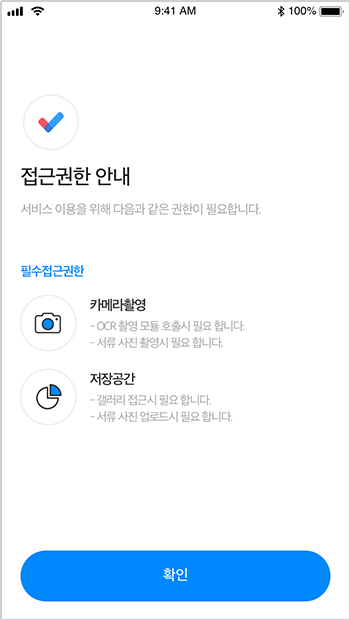 9:41 AM 100%
접근권한 안내
서비스 이용을 위해 다음과 같은 권한이 필요합니다.
필수접근권한
카메라촬영
- OCR 촬영 모듈 호출시 필요 합니다.
- 서류 사진 촬영시 필요 합니다.
저장공간
- 갤러리 접근시 필요 합니다.
- 서류 사진 업로드시 필요 합니다.
확인